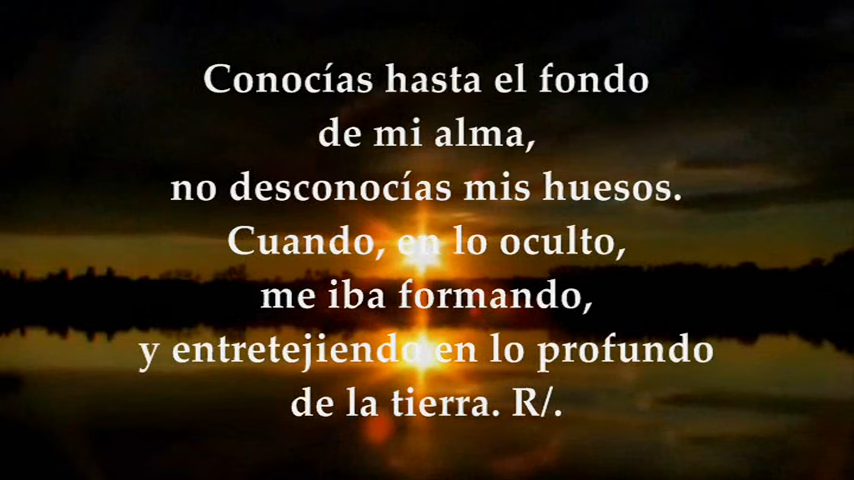 Conocías hasta el fondo
de mi alma,
no desconocías mis huesos.
Cuando, en lo oculto,
me iba formando,
y entretejiendo en lo profundo
de la tierra. R/.